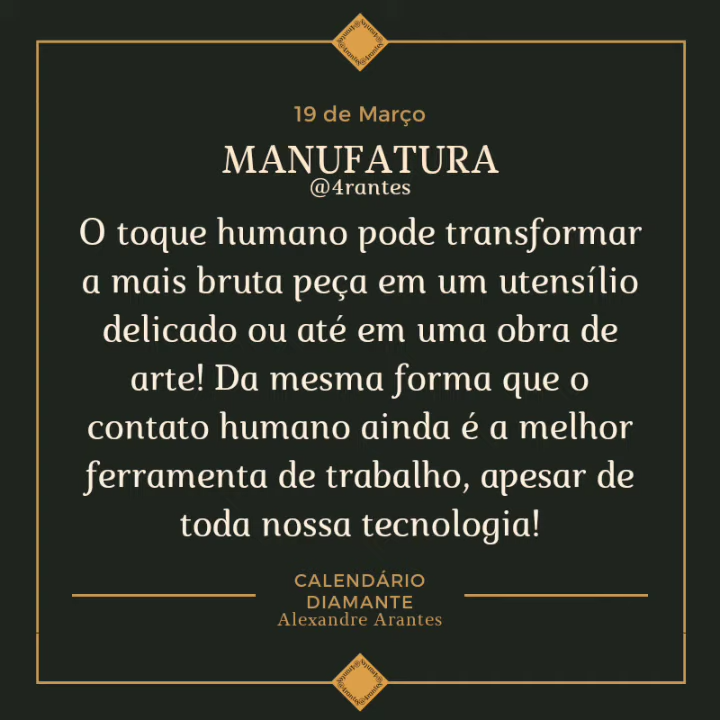 19 de Março
MANUFATURA
@4rantes
O toque humano pode transformar
a mais bruta peça em um utensílio
delicado ou até em uma obra de
arte! Da mesma forma que o
contato humano ainda é a melhor
ferramenta de trabalho, apesar de
toda nossa tecnologia!
CALENDÁRIO
DIAMANTE
Alexandre Arantes